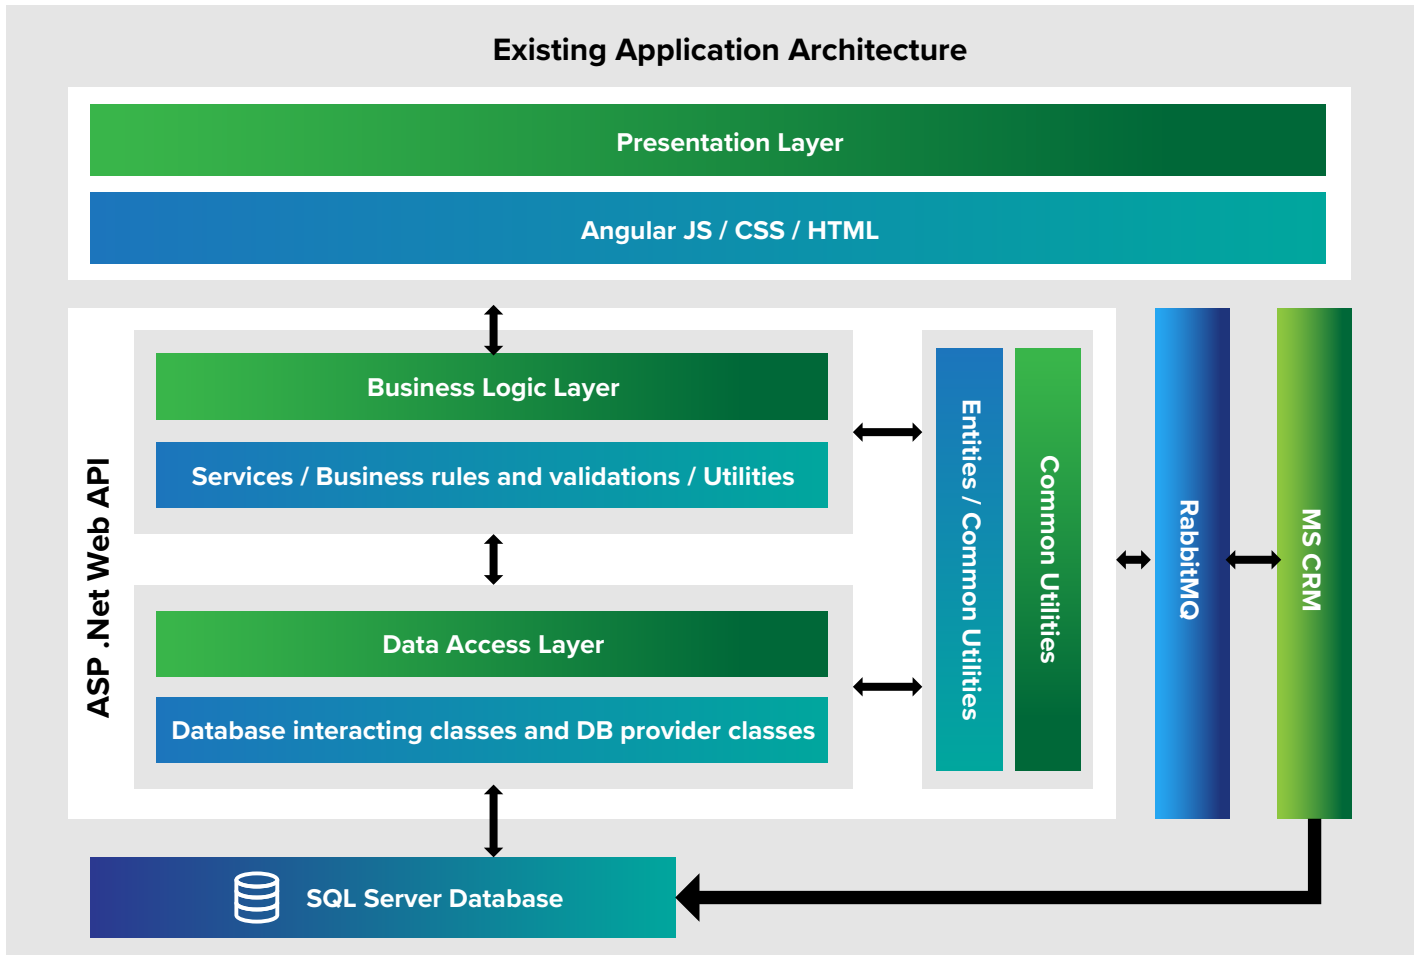 Existing Application Architecture
Presentation Layer
Angular JS / CSS / HTML
ASP .Net Web API
Business Logic Layer
Services / Business rules and validations / Utilities
Data Access Layer
Database interacting classes and DB provider classes
Entities / Common Utilities
Common Utilities
RabbitMQ
MS CRM
SQL Server Database